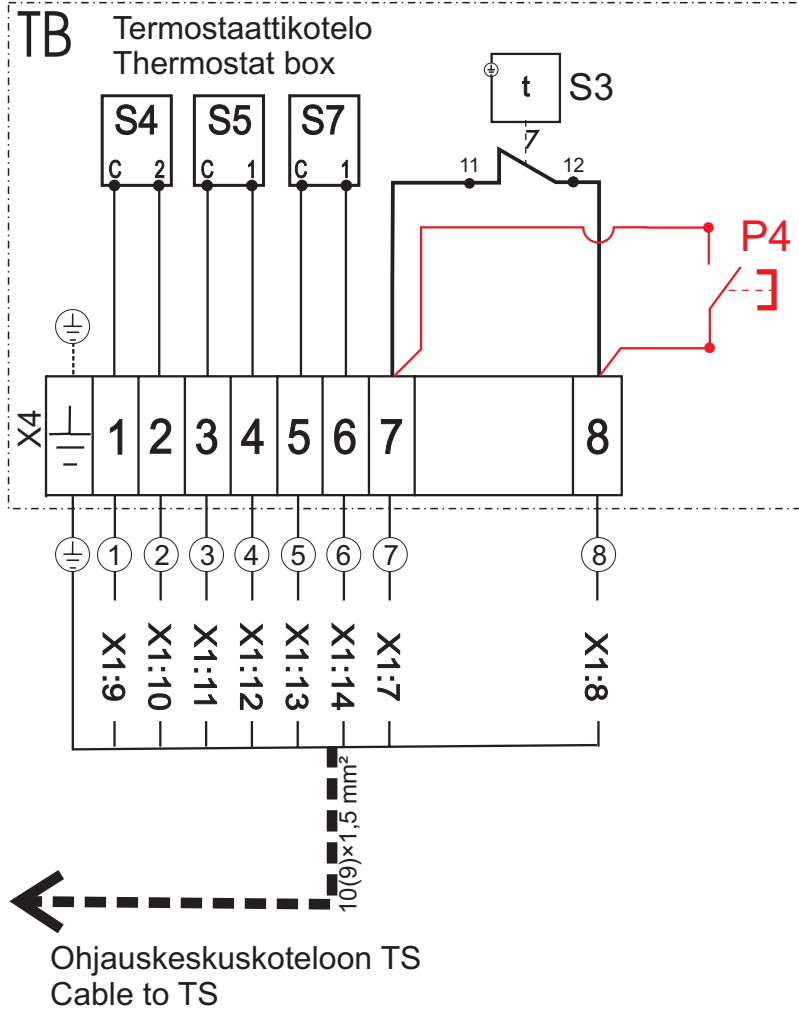 TB
Termostaattikotelo
Thermostat box
S4 S5 S7
C 2 C 1 C 1
t S3
7
11 12
P4
X4
1 2 3 4 5 6 7 8
1 2 3 4 5 6 7 8
X1:9 X1:10 X1:11 X1:12 X1:13 X1:14 X1:7 X1:8
10(9)×1,5 mm²
Ohjauskeskuskoteloon TS
Cable to TS